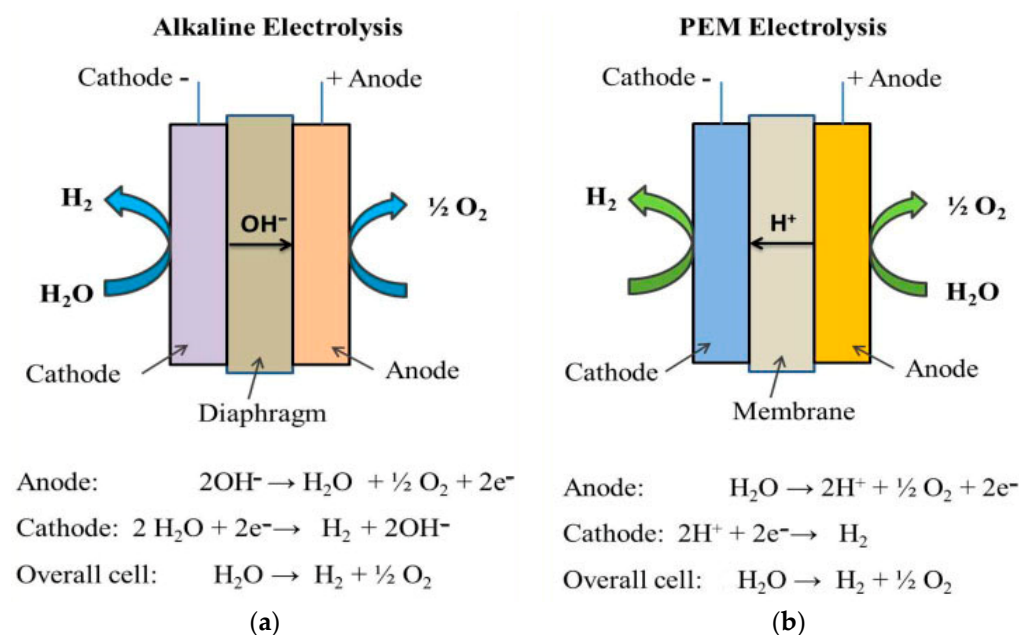 Alkaline Electrolysis
Cathode -
+ Anode
H₂
½ O₂
OH⁻
H₂O
Cathode
Anode
Diaphragm
Anode: 2OH⁻ → H₂O + ½ O₂ + 2e⁻
Cathode: 2 H₂O + 2e⁻ → H₂ + 2OH⁻
Overall cell: H₂O → H₂ + ½ O₂
(a)
PEM Electrolysis
Cathode -
+ Anode
H₂
½ O₂
H⁺
H₂O
Cathode
Anode
Membrane
Anode: H₂O → 2H⁺ + ½ O₂ + 2e⁻
Cathode: 2H⁺ + 2e⁻ → H₂
Overall cell: H₂O → H₂ + ½ O₂
(b)